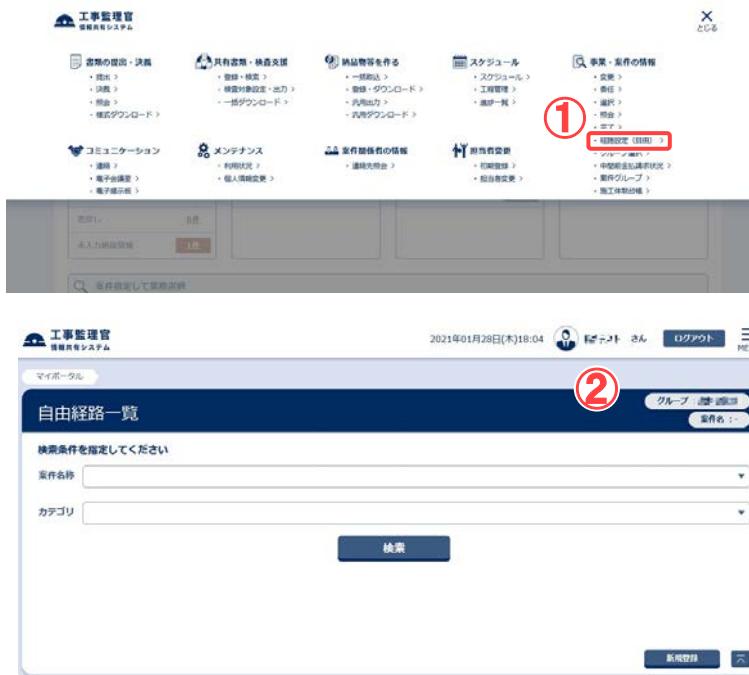 工事監理官
情報共有システム
とじる
書類の提出・決裁
・提出 >
・決裁 >
・照会 >
・様式ダウンロード >
共有書類・検査支援
・登録・検索 >
・検査対象設定・出力 >
・一括ダウンロード >
納品物等を作る
・一括取込 >
・登録・ダウンロード >
・汎用出力 >
・汎用ダウンロード >
スケジュール
・スケジュール >
・工程管理 >
・進捗一覧 >
事業・案件の情報
・変更 >
・委任 >
・選択 >
・照会 >
・完了 >
①
・経路設定（自由） >
・グループ選択 >
・中間前金払請求状況 >
・案件グループ >
・施工体制台帳 >
コミュニケーション
・連絡 >
・電子会議室 >
・電子掲示板 >
メンテナンス
・利用状況 >
・個人情報変更 >
案件関係者の情報
・連絡先照会 >
担当者変更
・初期登録 >
・担当者変更 >
差戻し
0件
未入力納品情報
1件
案件指定して業務選択
工事監理官
情報共有システム
2021年01月28日(木)18:04
テスト さん
ログアウト
ME
マイポータル
②
自由経路一覧
グループ
案件名：-
検索条件を指定してください
案件名称
カテゴリ
検索
新規登録